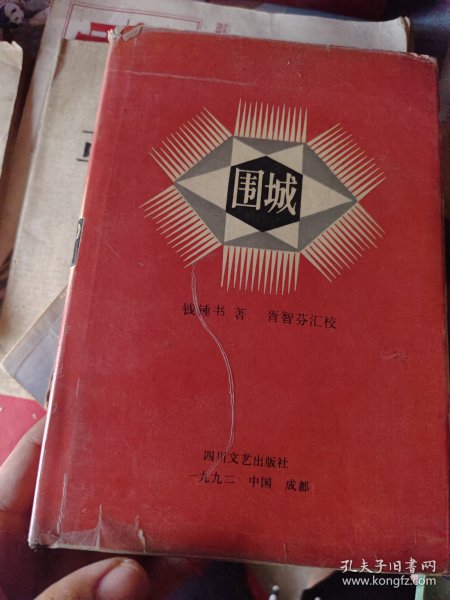 围城
钱锺书 著 胥智芬汇校
四川文艺出版社
一九九二 中国 成都
孔夫子旧书网
www.kongfz.com